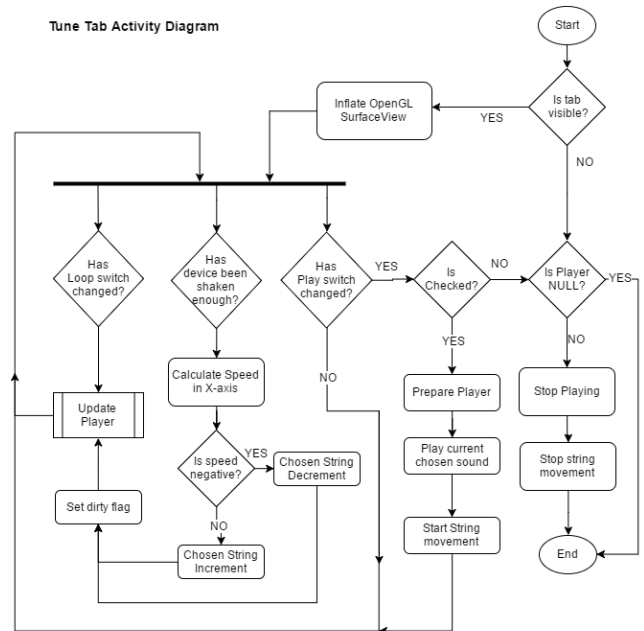 Tune Tab Activity Diagram
Start
Is tab
visible?
YES
Inflate OpenGL
SurfaceView
NO
Has
Loop switch
changed?
Has
device been
shaken
enough?
Has
Play switch
changed?
YES
Is
Checked?
NO
Is Player
NULL?
YES
NO
YES
NO
Update
Player
Calculate Speed
in X-axis
Prepare Player
Stop Playing
Is speed
negative?
YES
Chosen String
Decrement
Play current
chosen sound
Stop string
movement
Set dirty flag
NO
Chosen String
Increment
Start String
movement
End